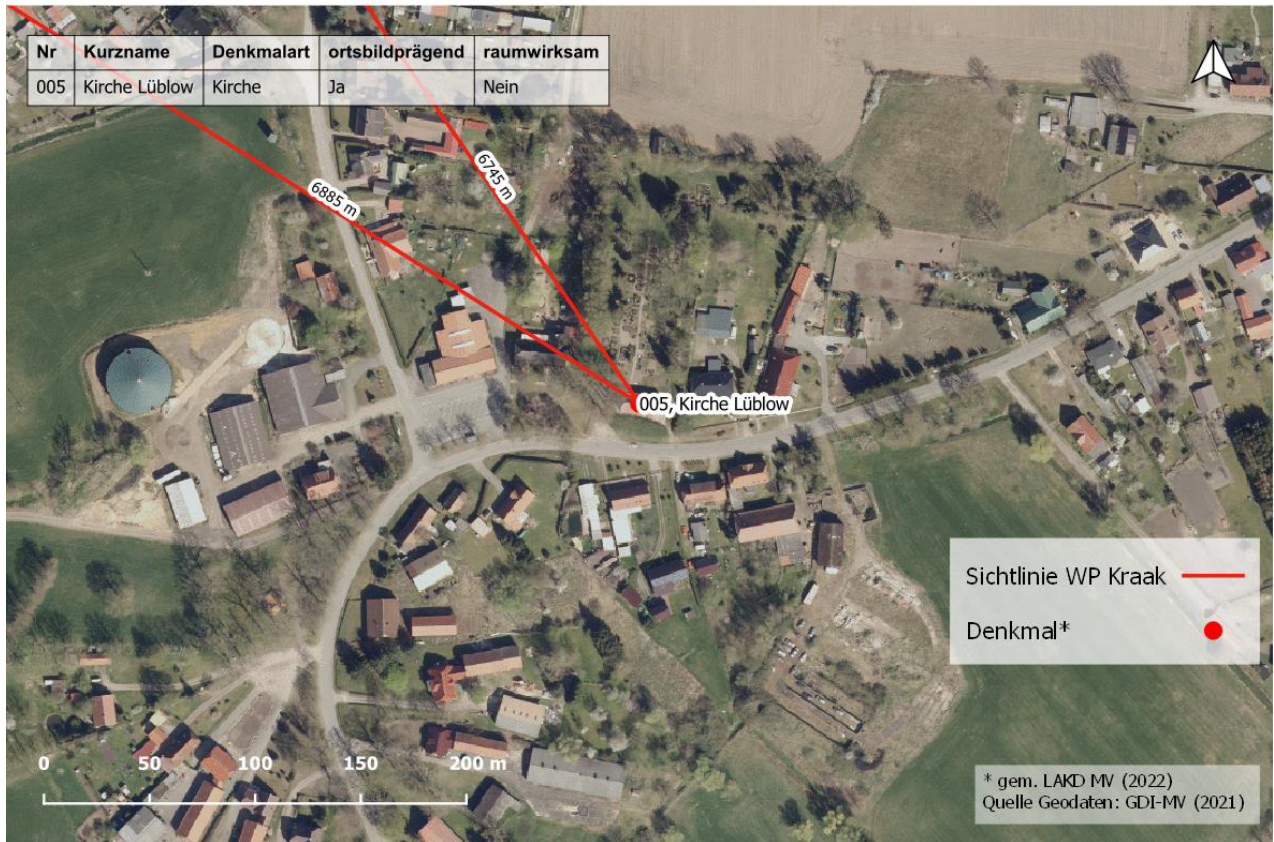 Nr Kurzname Denkmalart ortsbildprägend raumwirksam
005 Kirche Lüblow Kirche Ja Nein
6745 m
6885 m
005, Kirche Lüblow
Sichtlinie WP Kraak
Denkmal*
0 50 100 150 200 m
* gem. LAKD MV (2022)
Quelle Geodaten: GDI-MV (2021)